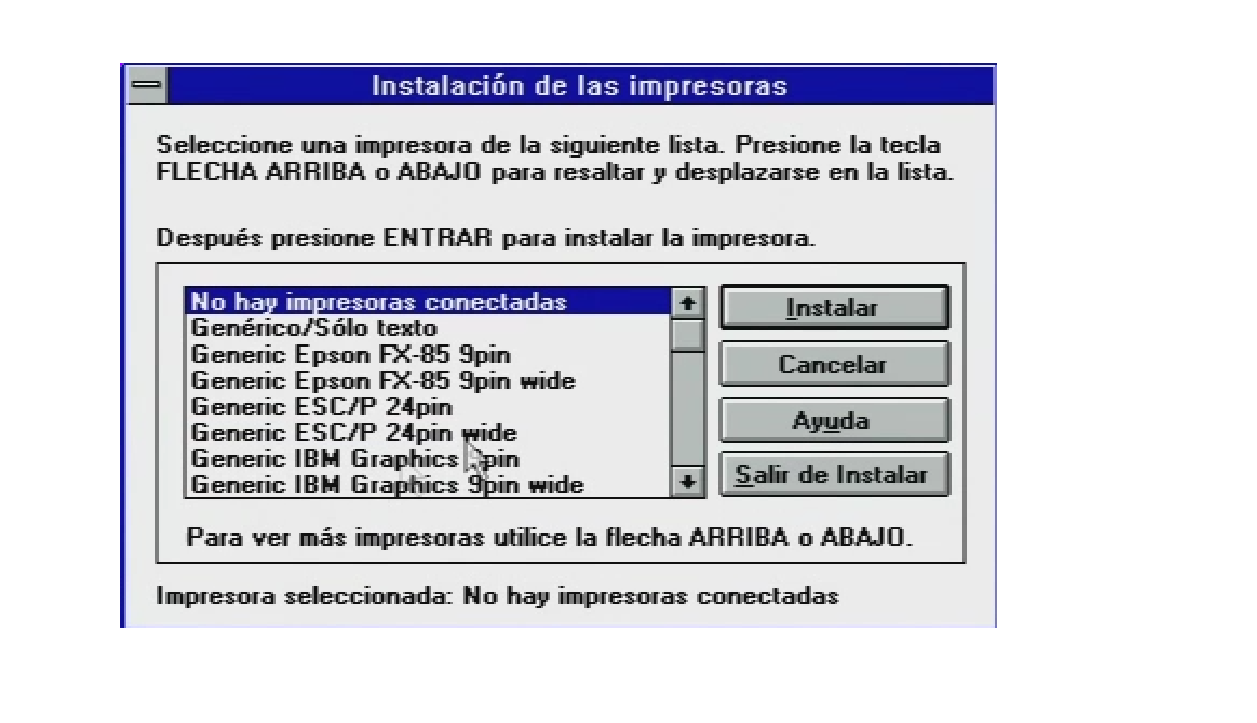 Instalación de las impresoras
Seleccione una impresora de la siguiente lista. Presione la tecla
FLECHA ARRIBA o ABAJO para resaltar y desplazarse en la lista.
Después presione ENTRAR para instalar la impresora.
No hay impresoras conectadas
Genérico/Sólo texto
Generic Epson FX-85 9pin
Generic Epson FX-85 9pin wide
Generic ESC/P 24pin
Generic ESC/P 24pin wide
Generic IBM Graphics 9pin
Generic IBM Graphics 9pin wide
Instalar
Cancelar
Ayuda
Salir de Instalar
Para ver más impresoras utilice la flecha ARRIBA o ABAJO.
Impresora seleccionada: No hay impresoras conectadas